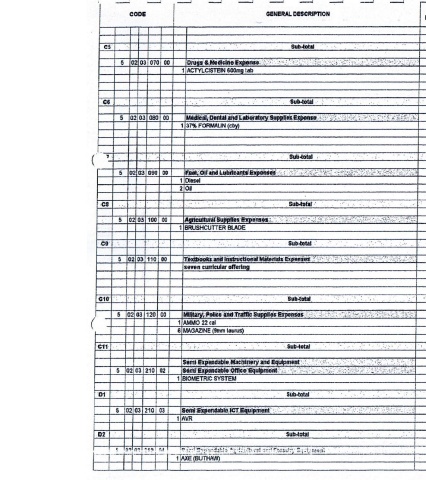 CODE GENERAL DESCRIPTION
C5 Sub-total
5 02 03 070 00 Drugs & Medicine Expense
1 ACTYLCISTEIN 600mg tab
C6 Sub-total
5 02 03 080 00 Medical, Dental and Laboratory Supplies Expense
1 37% FORMALIN (cby)
Sub-total
5 02 03 090 00 Fuel, Oil and Lubricants Expenses
1 Diesel
2 Oil
C8 Sub-total
5 02 03 100 00 Agricultural Supplies Expenses
1 BRUSHCUTTER BLADE
C9 Sub-total
5 02 03 110 00 Textbooks and Instructional Materials Expenses
seven curricular offering
C10 Sub-total
5 02 03 120 00 Military, Police and Traffic Supplies Expenses
1 AMMO 22 cal
6 MAGAZINE (9mm taurus)
C11 Sub-total
Semi Expendable Machinery and Equipment
5 02 03 210 02 Semi Expendable Office Equipment
1 BIOMETRIC SYSTEM
D1 Sub-total
5 02 03 210 03 Semi Expendable ICT Equipment
1 AVR
D2 Sub-total
5 Semi Expendable Agricultural and Forestry Equipment
1 AXE (BUTHAW)